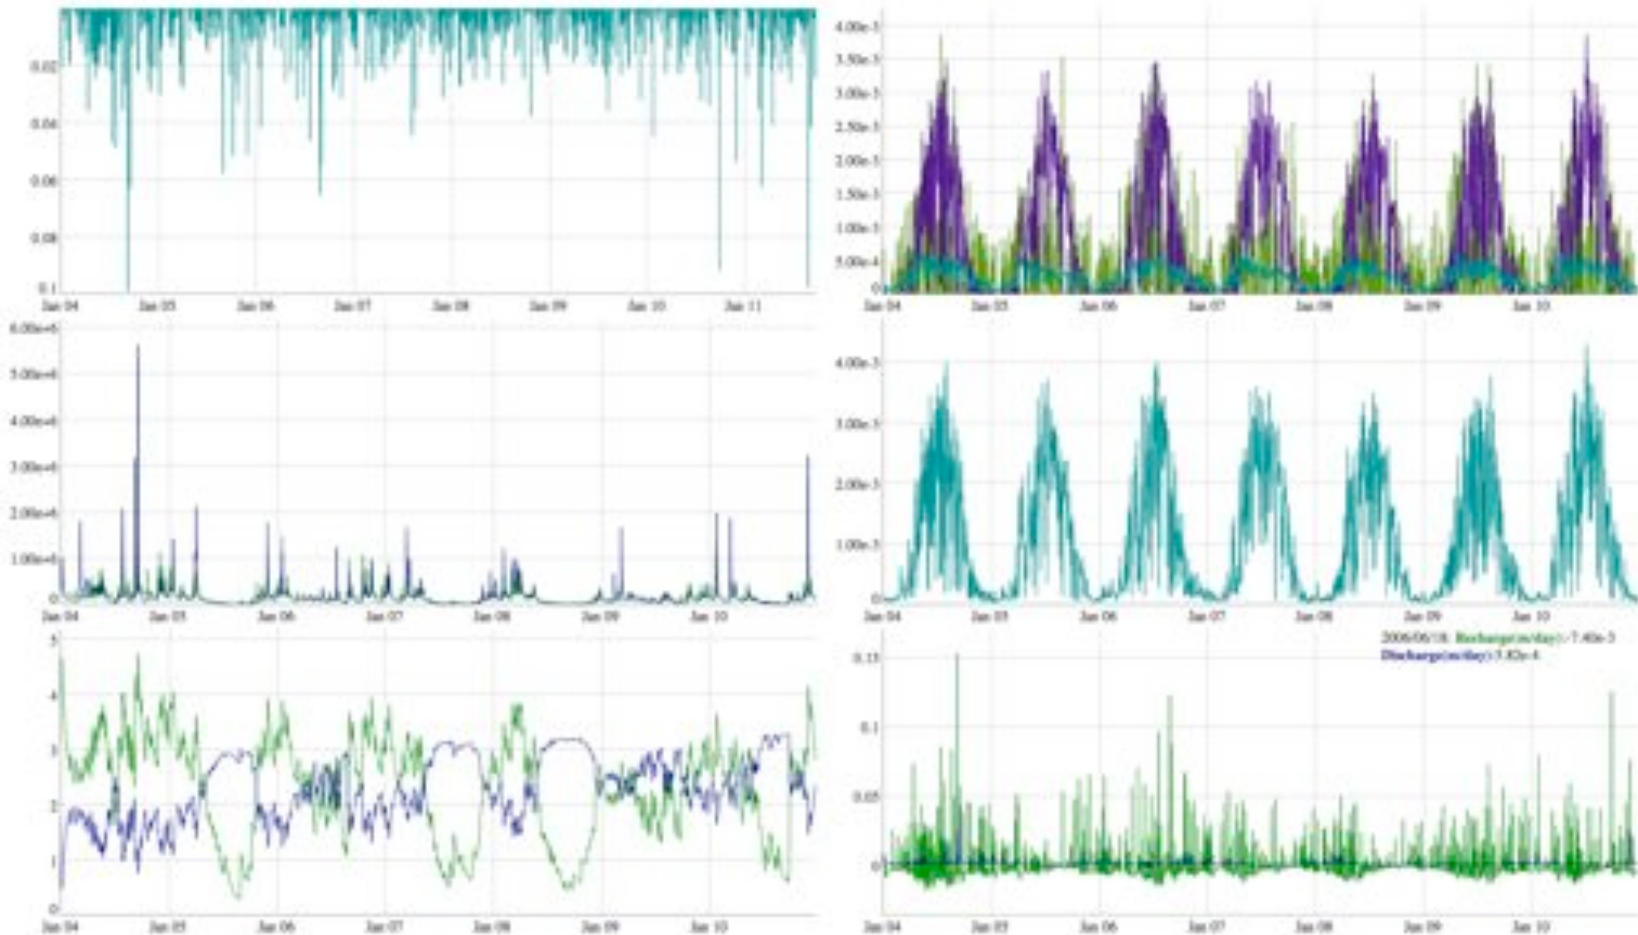 0.02
0.04
0.06
0.08
0.1
Jan 04 Jan 05 Jan 06 Jan 07 Jan 08 Jan 09 Jan 10 Jan 11
4.00e-3
3.50e-3
3.00e-3
2.50e-3
2.00e-3
1.50e-3
1.00e-3
5.00e-4
0
Jan 04 Jan 05 Jan 06 Jan 07 Jan 08 Jan 09 Jan 10
6.00e+6
5.00e+6
4.00e+6
3.00e+6
2.00e+6
1.00e+6
0
Jan 04 Jan 05 Jan 06 Jan 07 Jan 08 Jan 09 Jan 10
4.00e-3
3.00e-3
2.00e-3
1.00e-3
0
Jan 04 Jan 05 Jan 06 Jan 07 Jan 08 Jan 09 Jan 10
5
4
3
2
1
0
Jan 04 Jan 05 Jan 06 Jan 07 Jan 08 Jan 09 Jan 10
2006/06/18: Recharge(m/day):-7.40e-3
Discharge(m/day):
0.15
0.1
0.05
0
Jan 04 Jan 05 Jan 06 Jan 07 Jan 08 Jan 09 Jan 10